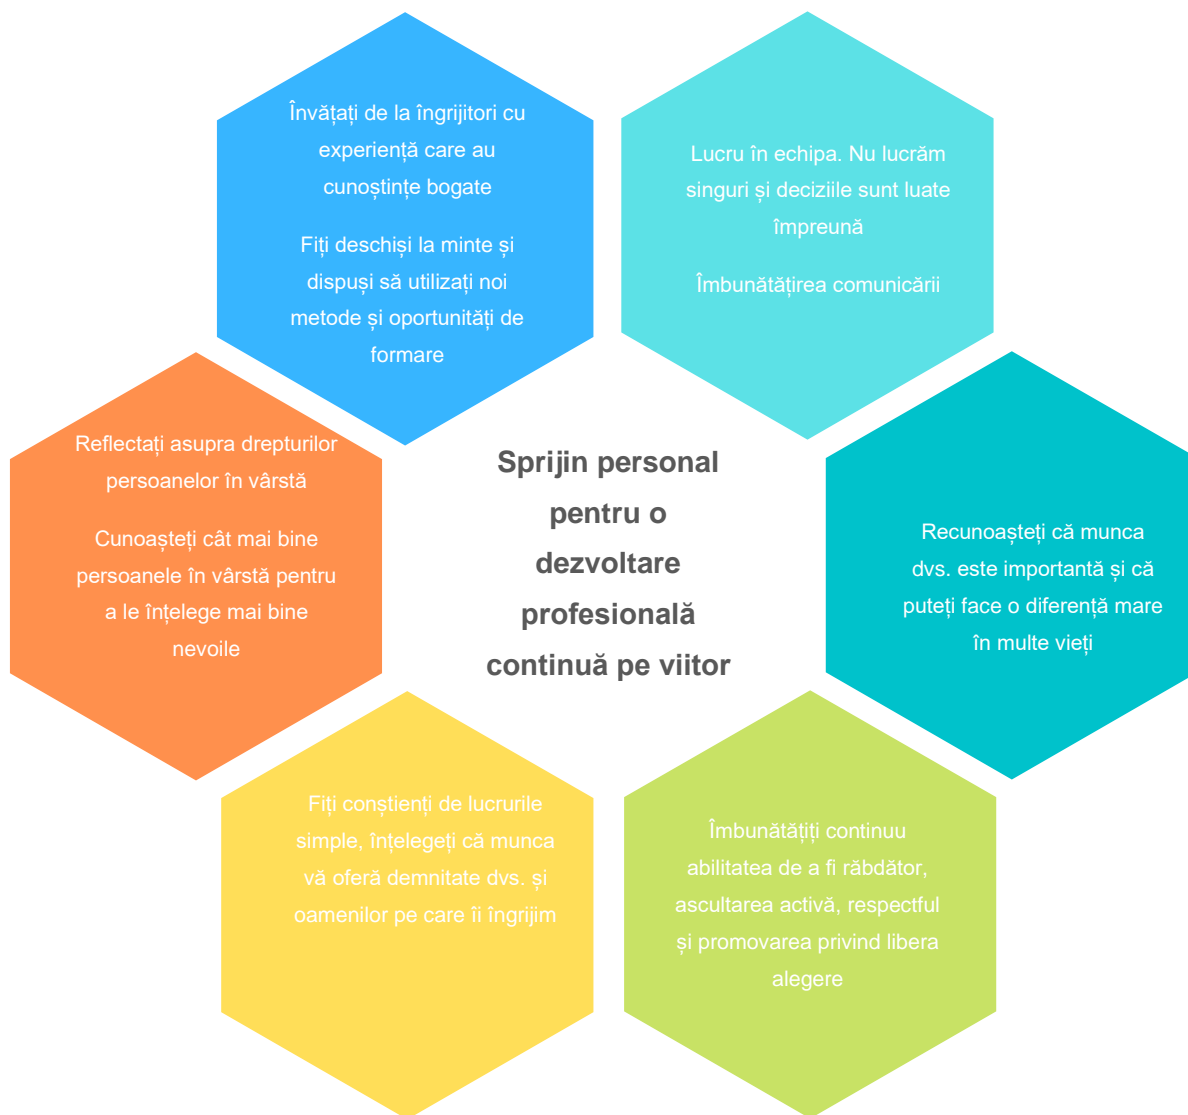 Învățați de la îngrijitori cu
experiență care au
cunoștințe bogate
Fiți deschiși la minte și
dispuși să utilizați noi
metode și oportunități de
formare
Lucru în echipa. Nu lucrăm
singuri și deciziile sunt luate
împreună
Îmbunătățirea comunicării
Reflectați asupra drepturilor
persoanelor în vârstă
Cunoașteți cât mai bine
persoanele în vârstă pentru
a le înțelege mai bine
nevoile
Sprijin personal
pentru o
dezvoltare
profesională
continuă pe viitor
Recunoașteți că munca
dvs. este importantă și că
puteți face o diferență mare
în multe vieți
Fiți conștienți de lucrurile
simple, înțelegeți că munca
vă oferă demnitate dvs. și
oamenilor pe care îi îngrijim
Îmbunătățiți continuu
abilitatea de a fi răbdător,
ascultarea activă, respectful
și promovarea privind libera
alegere